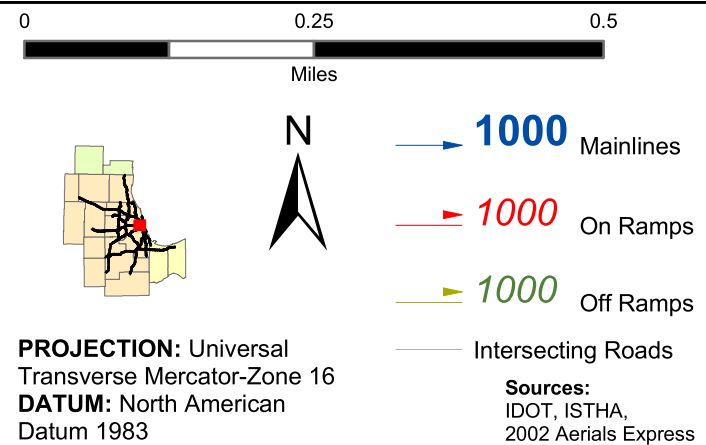 0 0.25 0.5
Miles
N
1000 Mainlines
1000 On Ramps
1000 Off Ramps
Intersecting Roads
PROJECTION: Universal
Transverse Mercator-Zone 16
DATUM: North American
Datum 1983
Sources:
IDOT, ISTHA,
2002 Aerials Express